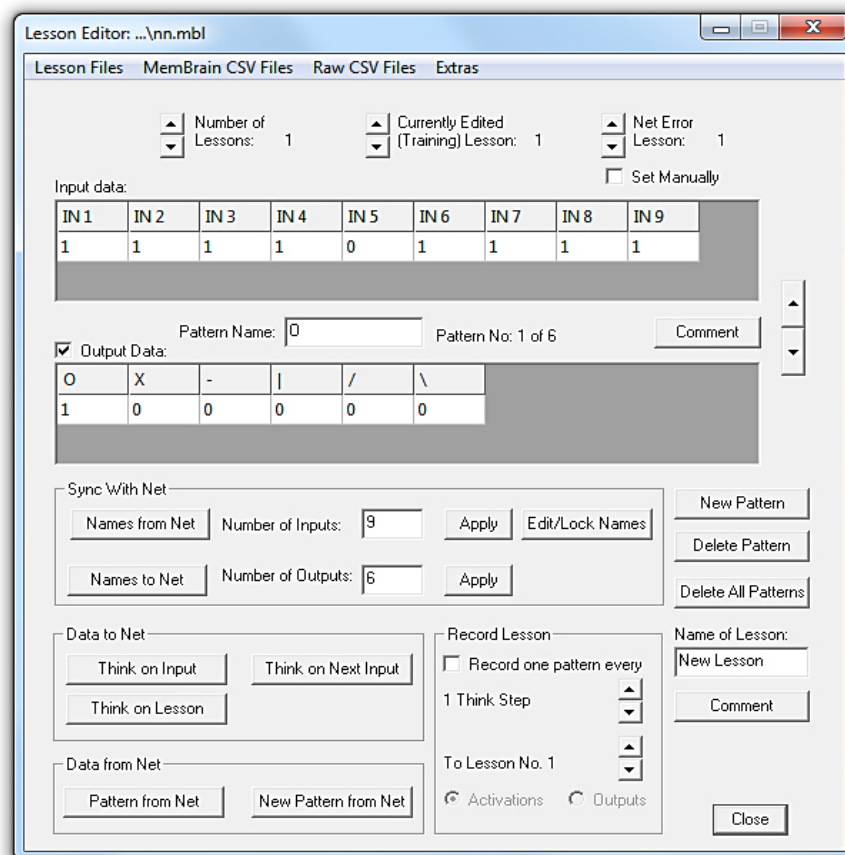 Lesson Editor: ...\nn.mbl
Lesson Files MemBrain CSV Files Raw CSV Files Extras
Number of Lessons: 1
Currently Edited (Training) Lesson: 1
Net Error Lesson: 1
Set Manually
Input data:
IN 1 IN 2 IN 3 IN 4 IN 5 IN 6 IN 7 IN 8 IN 9
1 1 1 1 0 1 1 1 1
Pattern Name: O Pattern No: 1 of 6 Comment
Output Data:
O X - | / \
1 0 0 0 0 0
Sync With Net
Names from Net Number of Inputs: 9 Apply Edit/Lock Names
Names to Net Number of Outputs: 6 Apply
New Pattern
Delete Pattern
Delete All Patterns
Data to Net
Think on Input Think on Next Input
Think on Lesson
Record Lesson
Record one pattern every
1 Think Step
To Lesson No. 1
Activations Outputs
Name of Lesson:
New Lesson
Comment
Data from Net
Pattern from Net New Pattern from Net
Close